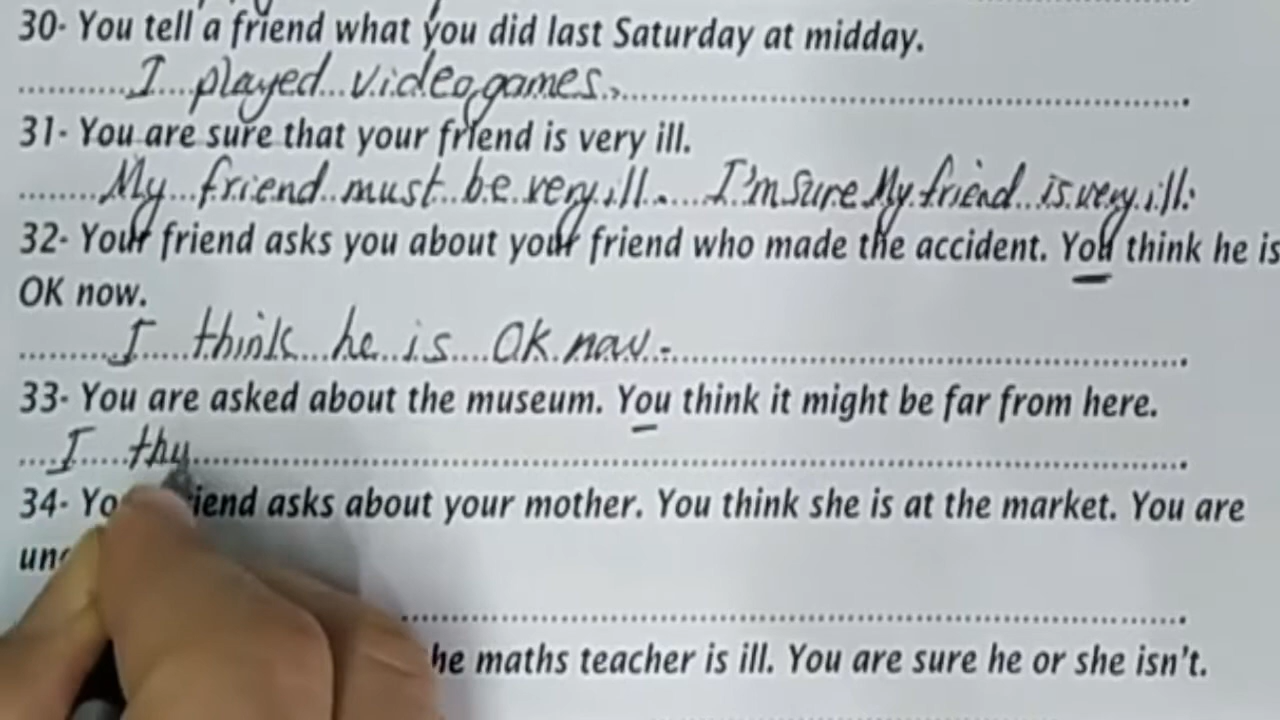 30- You tell a friend what you did last Saturday at midday.
I played video games.
31- You are sure that your friend is very ill.
My friend must be very ill. I'm sure My friend is very ill.
32- Your friend asks you about your friend who made the accident. You think he is
OK now.
I think he is OK now.
33- You are asked about the museum. You think it might be far from here.
I
34- asks about your mother. You think she is at the market. You are
maths teacher is ill. You are sure he or she isn't.